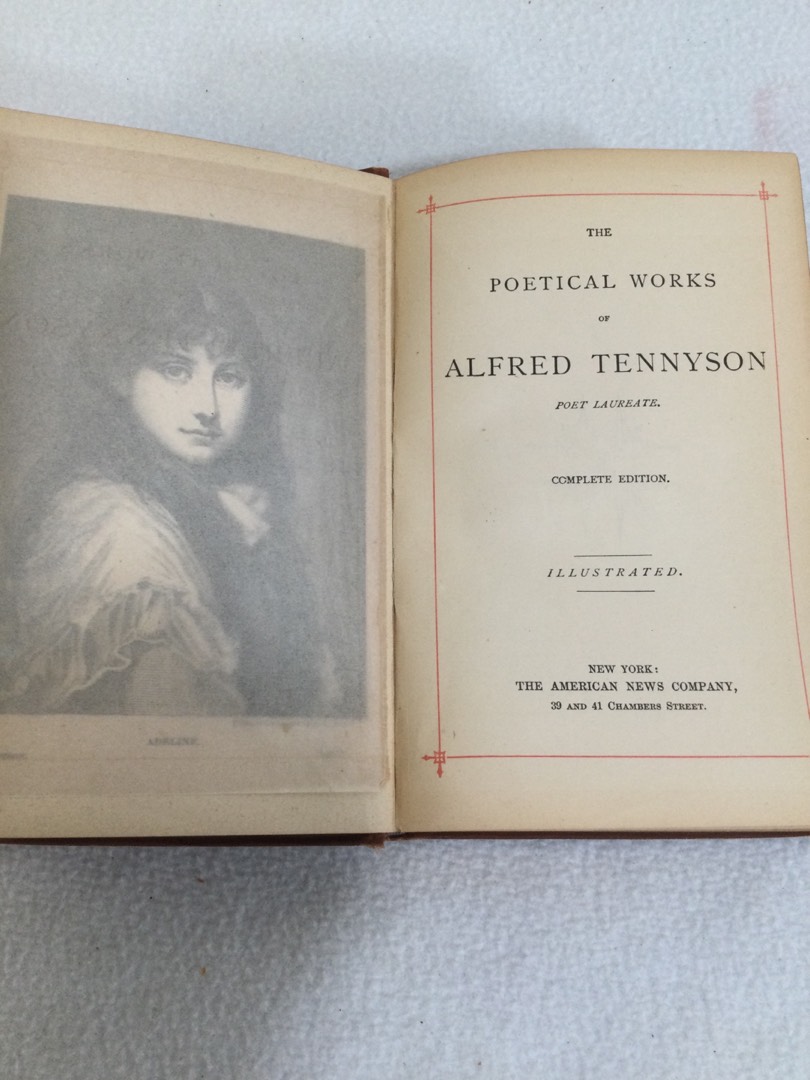 ADELINE.
THE
POETICAL WORKS
OF
ALFRED TENNYSON
POET LAUREATE.
COMPLETE EDITION.
ILLUSTRATED.
NEW YORK:
THE AMERICAN NEWS COMPANY,
39 AND 41 CHAMBERS STREET.